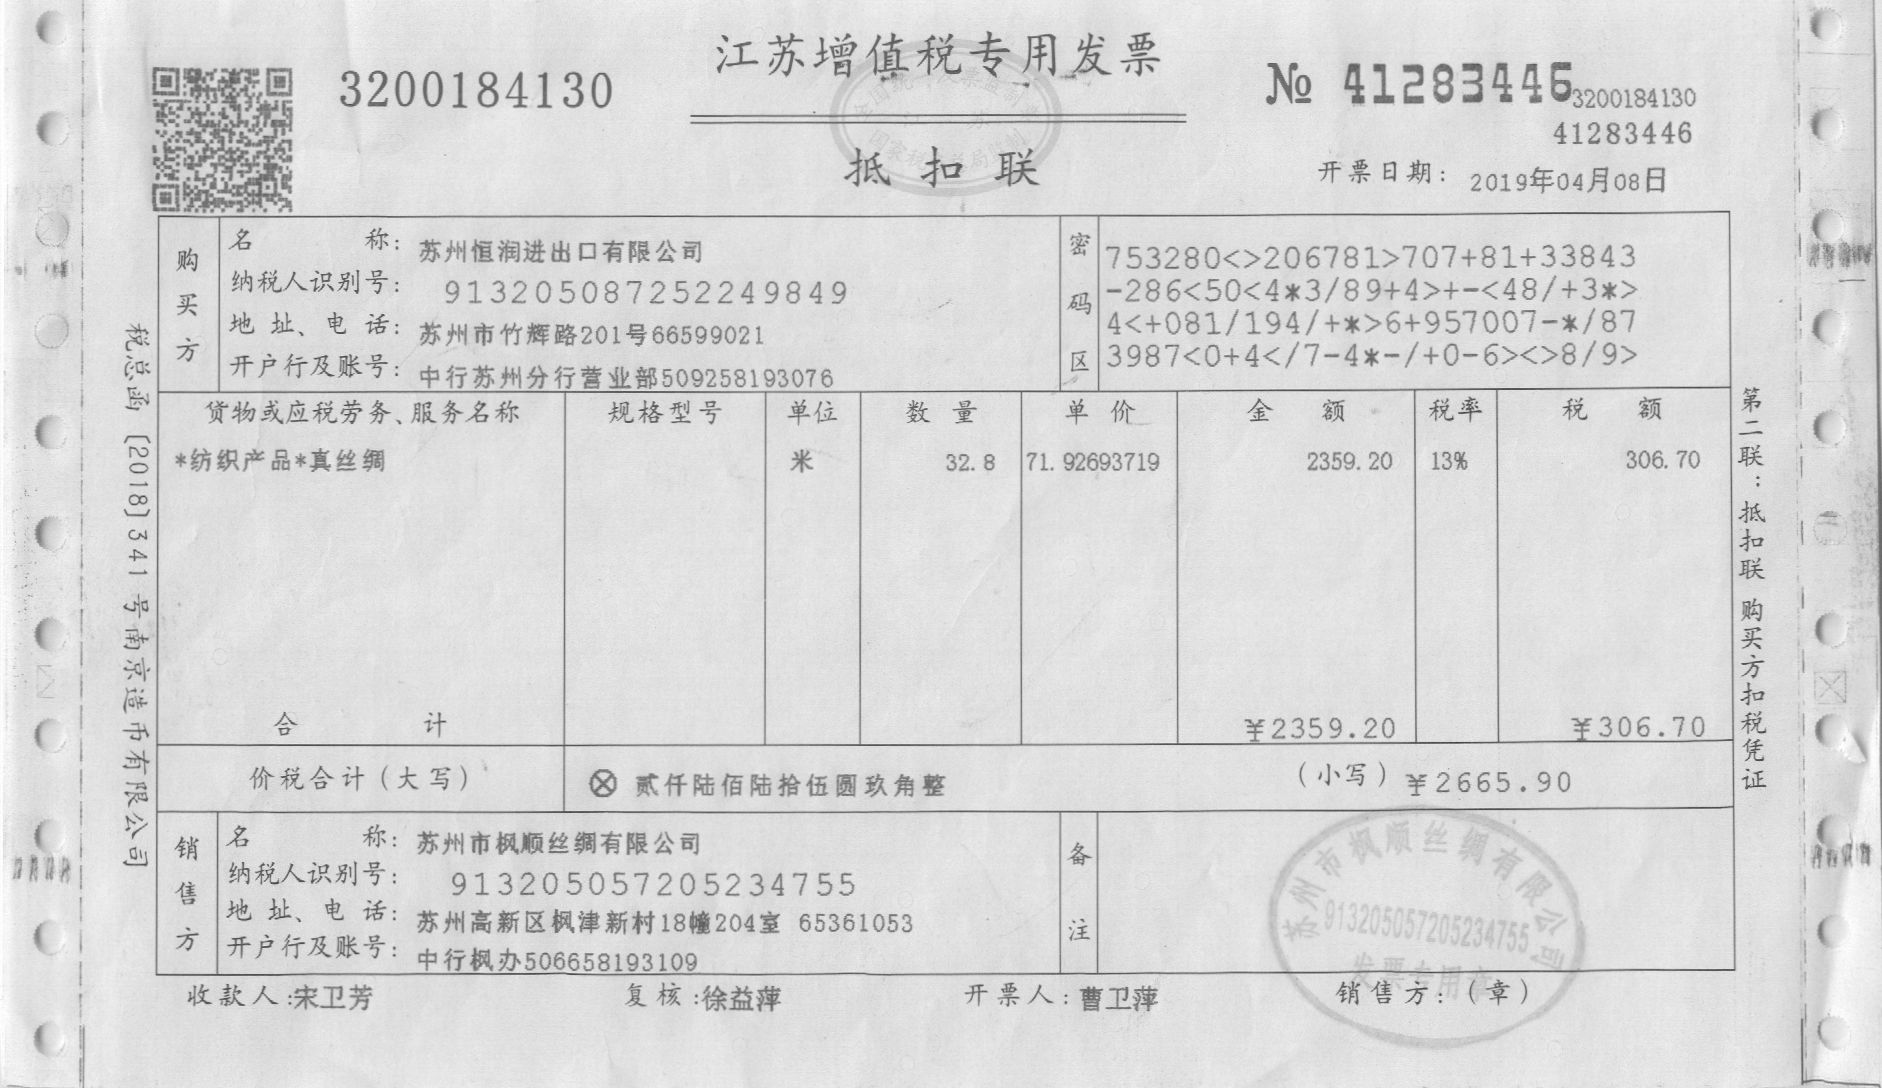 江苏增值税专用发票
3200184130
№ 41283446
3200184130
41283446
抵扣联
开票日期: 2019年04月08日
购买方
名称: 苏州恒润进出口有限公司
纳税人识别号: 913205087252249849
地址、电话: 苏州市竹辉路201号66599021
开户行及账号: 中行苏州分行营业部509258193076
密码区
753280<>206781>707+81+33843
-286<50<4*3/89+4>+-<48/+3*>
4<+081/194/+*>6+957007-*/87
3987<0+4</7-4*-/+0-6><>8/9>
货物或应税劳务、服务名称 规格型号 单位 数量 单价 金额 税率 税额
*纺织产品*真丝绸 米 32.8 71.92693719 2359.20 13% 306.70
合计 ¥2359.20 ¥306.70
价税合计(大写) ⊗ 贰仟陆佰陆拾伍圆玖角整 (小写) ¥2665.90
销售方
名称: 苏州市枫顺丝绸有限公司
纳税人识别号: 913205057205234755
地址、电话: 苏州高新区枫津新村18幢204室 65361053
开户行及账号: 中行枫办506658193109
备注
苏州市枫顺丝绸有限公司
913205057205234755
发票专用章
收款人:宋卫芳 复核:徐益萍 开票人:曹卫萍 销售方:(章)
税总函[2018]341号南京造币有限公司
第二联:抵扣联 购买方扣税凭证